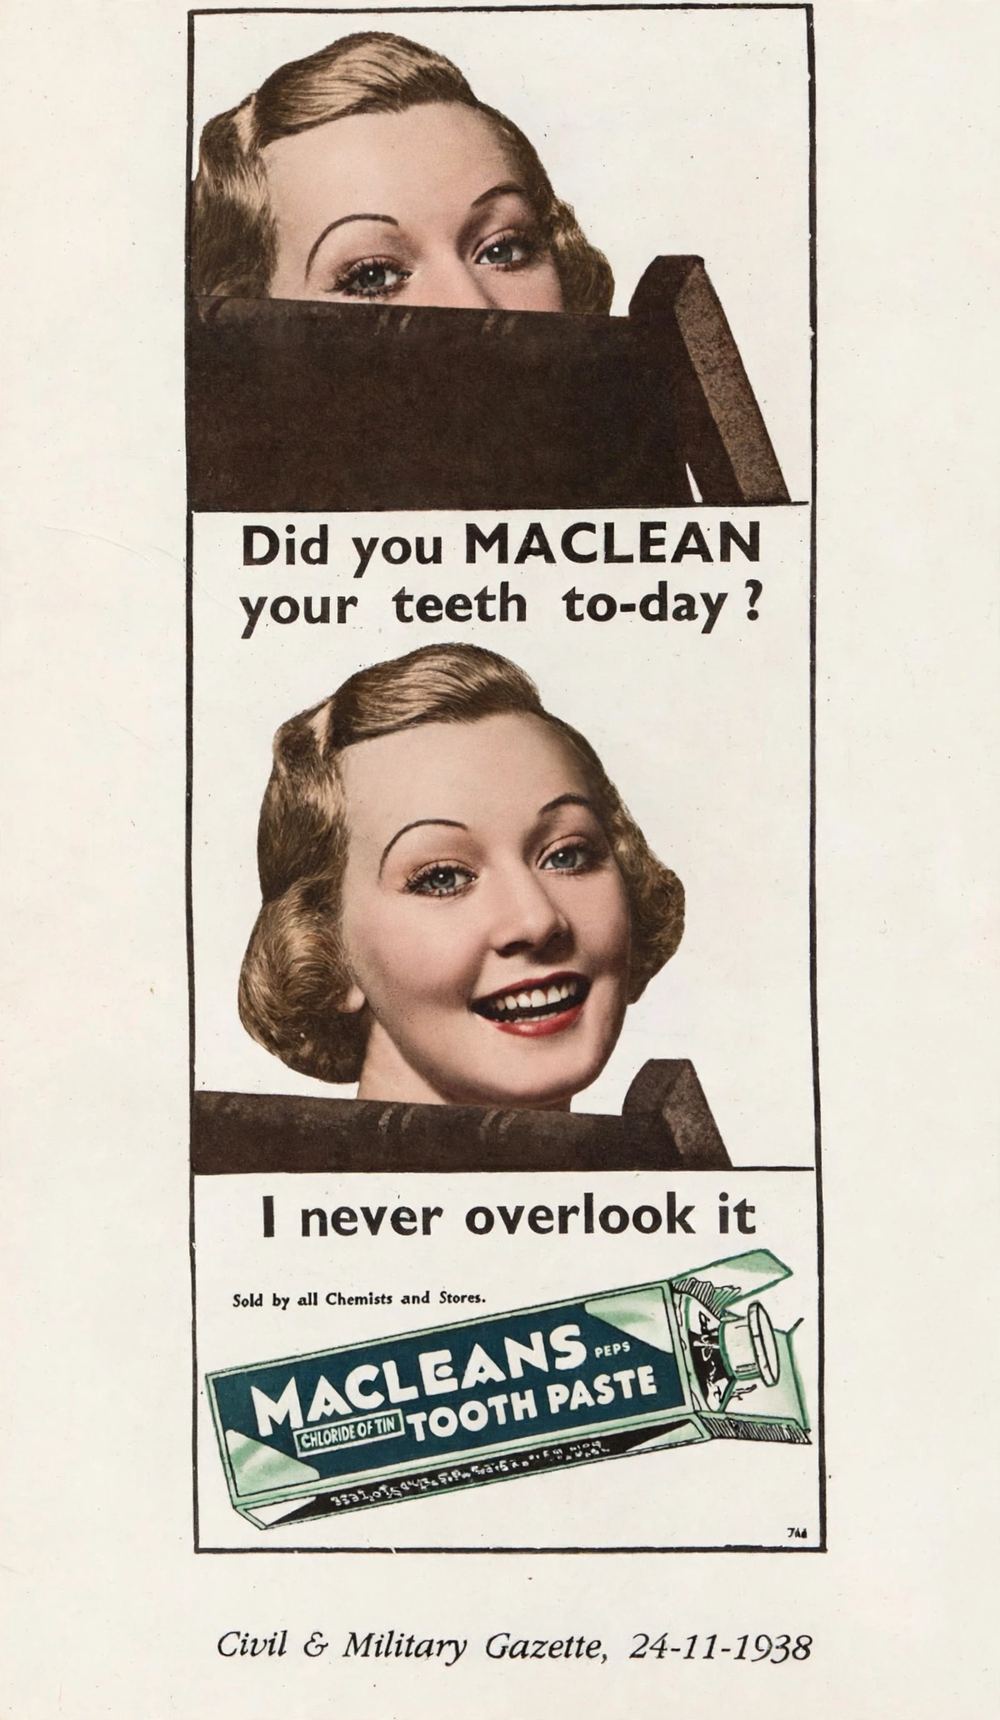 Did you MACLEAN
your teeth to-day ?
I never overlook it
Sold by all Chemists and Stores.
MACLEANS
PEPS
CHLORIDE OF TIN
TOOTH PASTE
Civil & Military Gazette, 24-11-1938